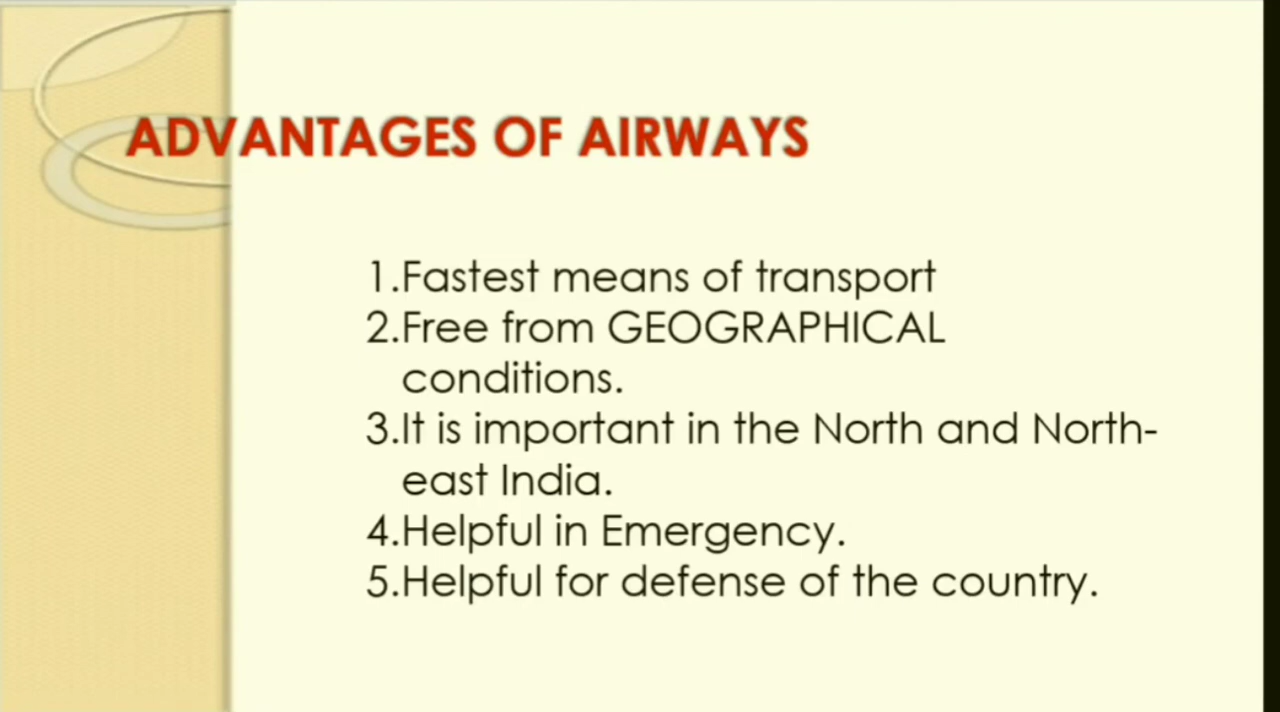 ADVANTAGES OF AIRWAYS
1.Fastest means of transport
2.Free from GEOGRAPHICAL
conditions.
3.It is important in the North and North-
east India.
4.Helpful in Emergency.
5.Helpful for defense of the country.